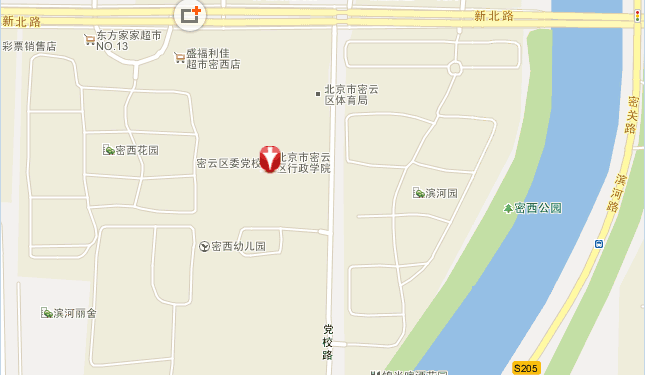 新北路
新北路
彩票销售店
东方家家超市
NO.13
盛福利佳
超市密西店
北京市密云
区体育局
密关路
密西花园
密云区委党校
北京市密云
区行政学院
滨河路
滨河园
密西公园
密西幼儿园
滨河丽舍
党校路
S205